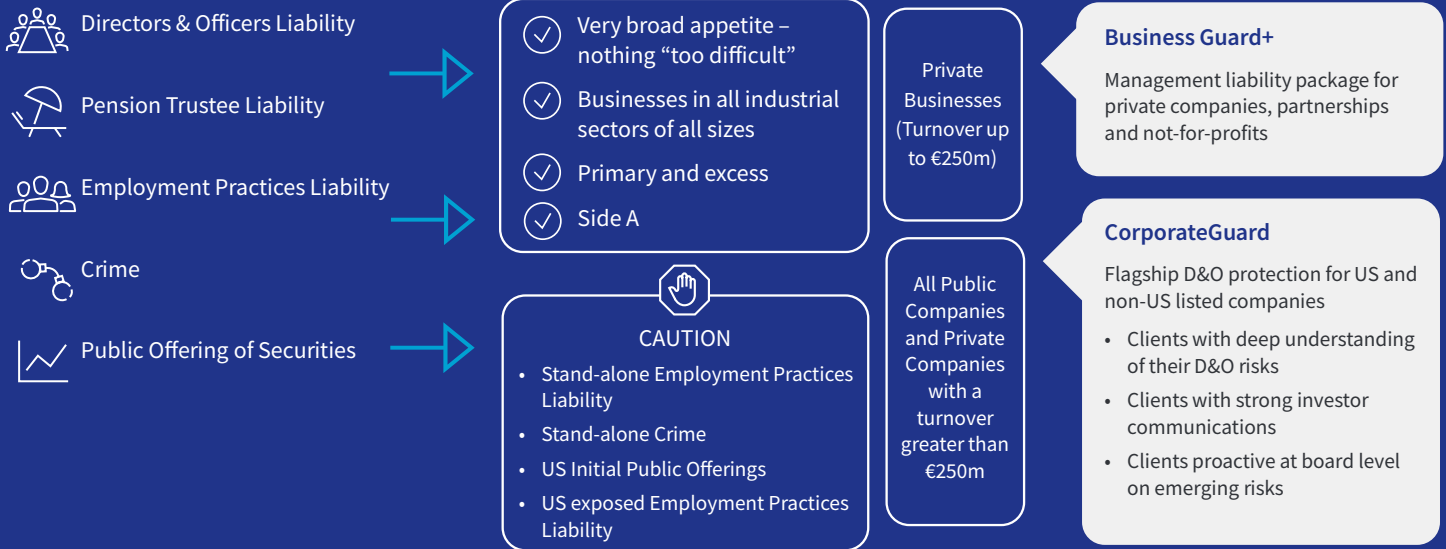 Directors & Officers Liability
Pension Trustee Liability
Employment Practices Liability
Crime
Public Offering of Securities
Very broad appetite –
nothing “too difficult”
Businesses in all industrial
sectors of all sizes
Primary and excess
Side A
CAUTION
• Stand-alone Employment Practices
Liability
• Stand-alone Crime
• US Initial Public Offerings
• US exposed Employment Practices
Liability
Private
Businesses
(Turnover up
to €250m)
All Public
Companies
and Private
Companies
with a
turnover
greater than
€250m
Business Guard+
Management liability package for
private companies, partnerships
and not-for-profits
CorporateGuard
Flagship D&O protection for US and
non-US listed companies
• Clients with deep understanding
of their D&O risks
• Clients with strong investor
communications
• Clients proactive at board level
on emerging risks